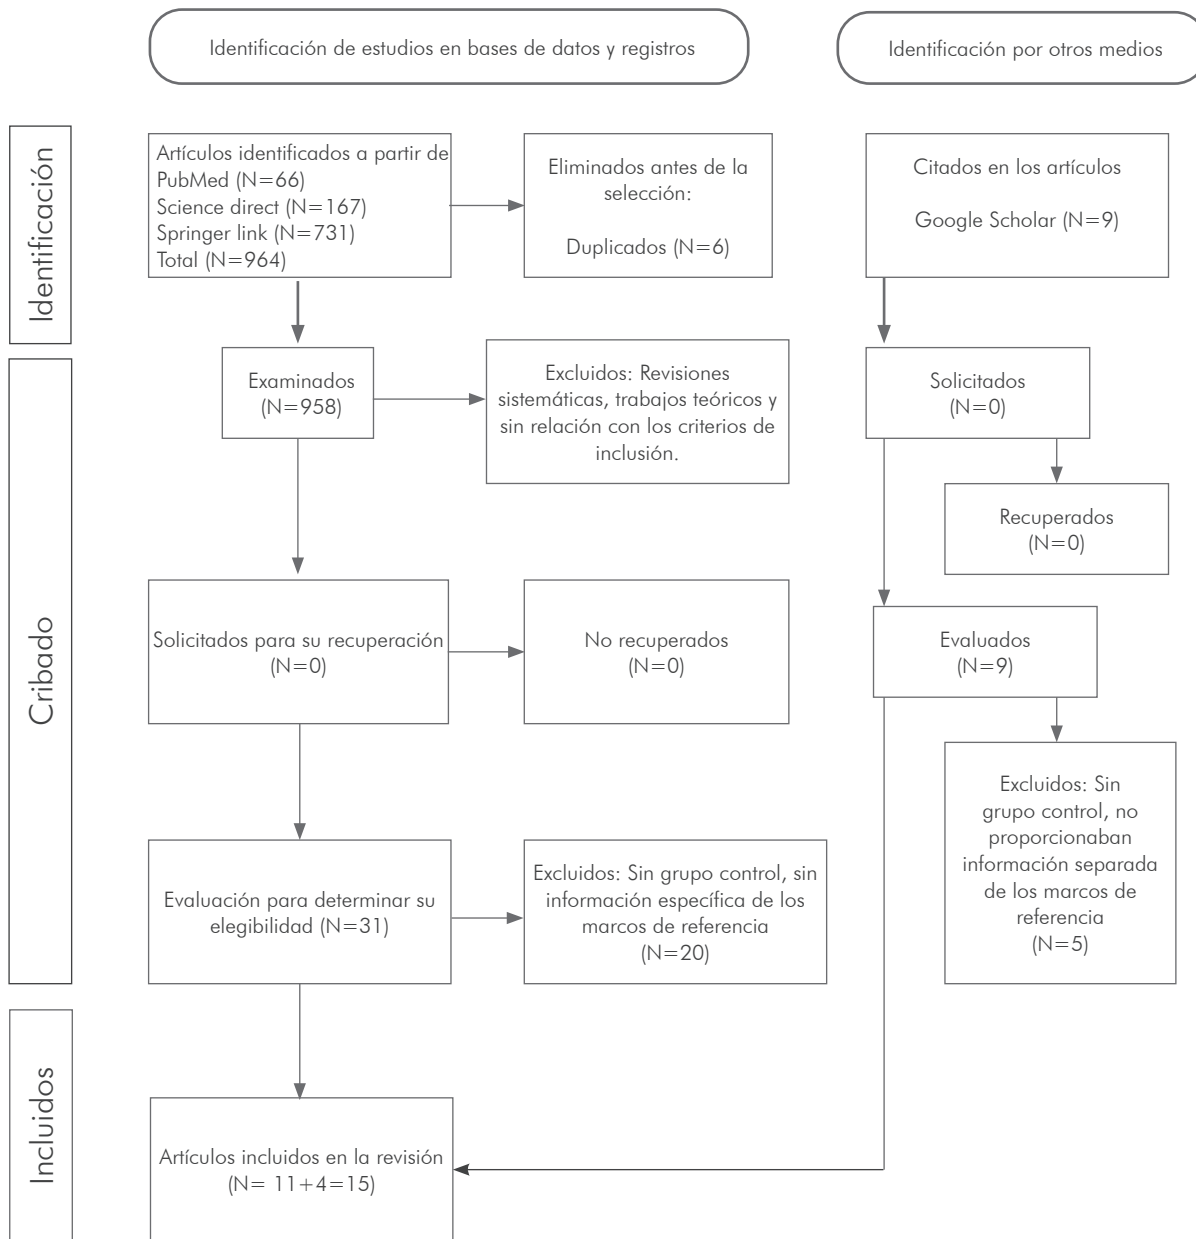 Identificación de estudios en bases de datos y registros
Identificación por otros medios
Identificación
Artículos identificados a partir de
PubMed (N=66)
Science direct (N=167)
Springer link (N=731)
Total (N=964)
Eliminados antes de la
selección:
Duplicados (N=6)
Citados en los artículos
Google Scholar (N=9)
Cribado
Examinados
(N=958)
Excluidos: Revisiones
sistemáticas, trabajos teóricos y
sin relación con los criterios de
inclusión.
Solicitados
(N=0)
Recuperados
(N=0)
Solicitados para su recuperación
(N=0)
No recuperados
(N=0)
Evaluados
(N=9)
Excluidos: Sin
grupo control, no
proporcionaban
información separada
de los marcos de
referencia
(N=5)
Evaluación para determinar su
elegibilidad (N=31)
Excluidos: Sin grupo control, sin
información específica de los
marcos de referencia
(N=20)
Incluidos
Artículos incluidos en la revisión
(N= 11+4=15)